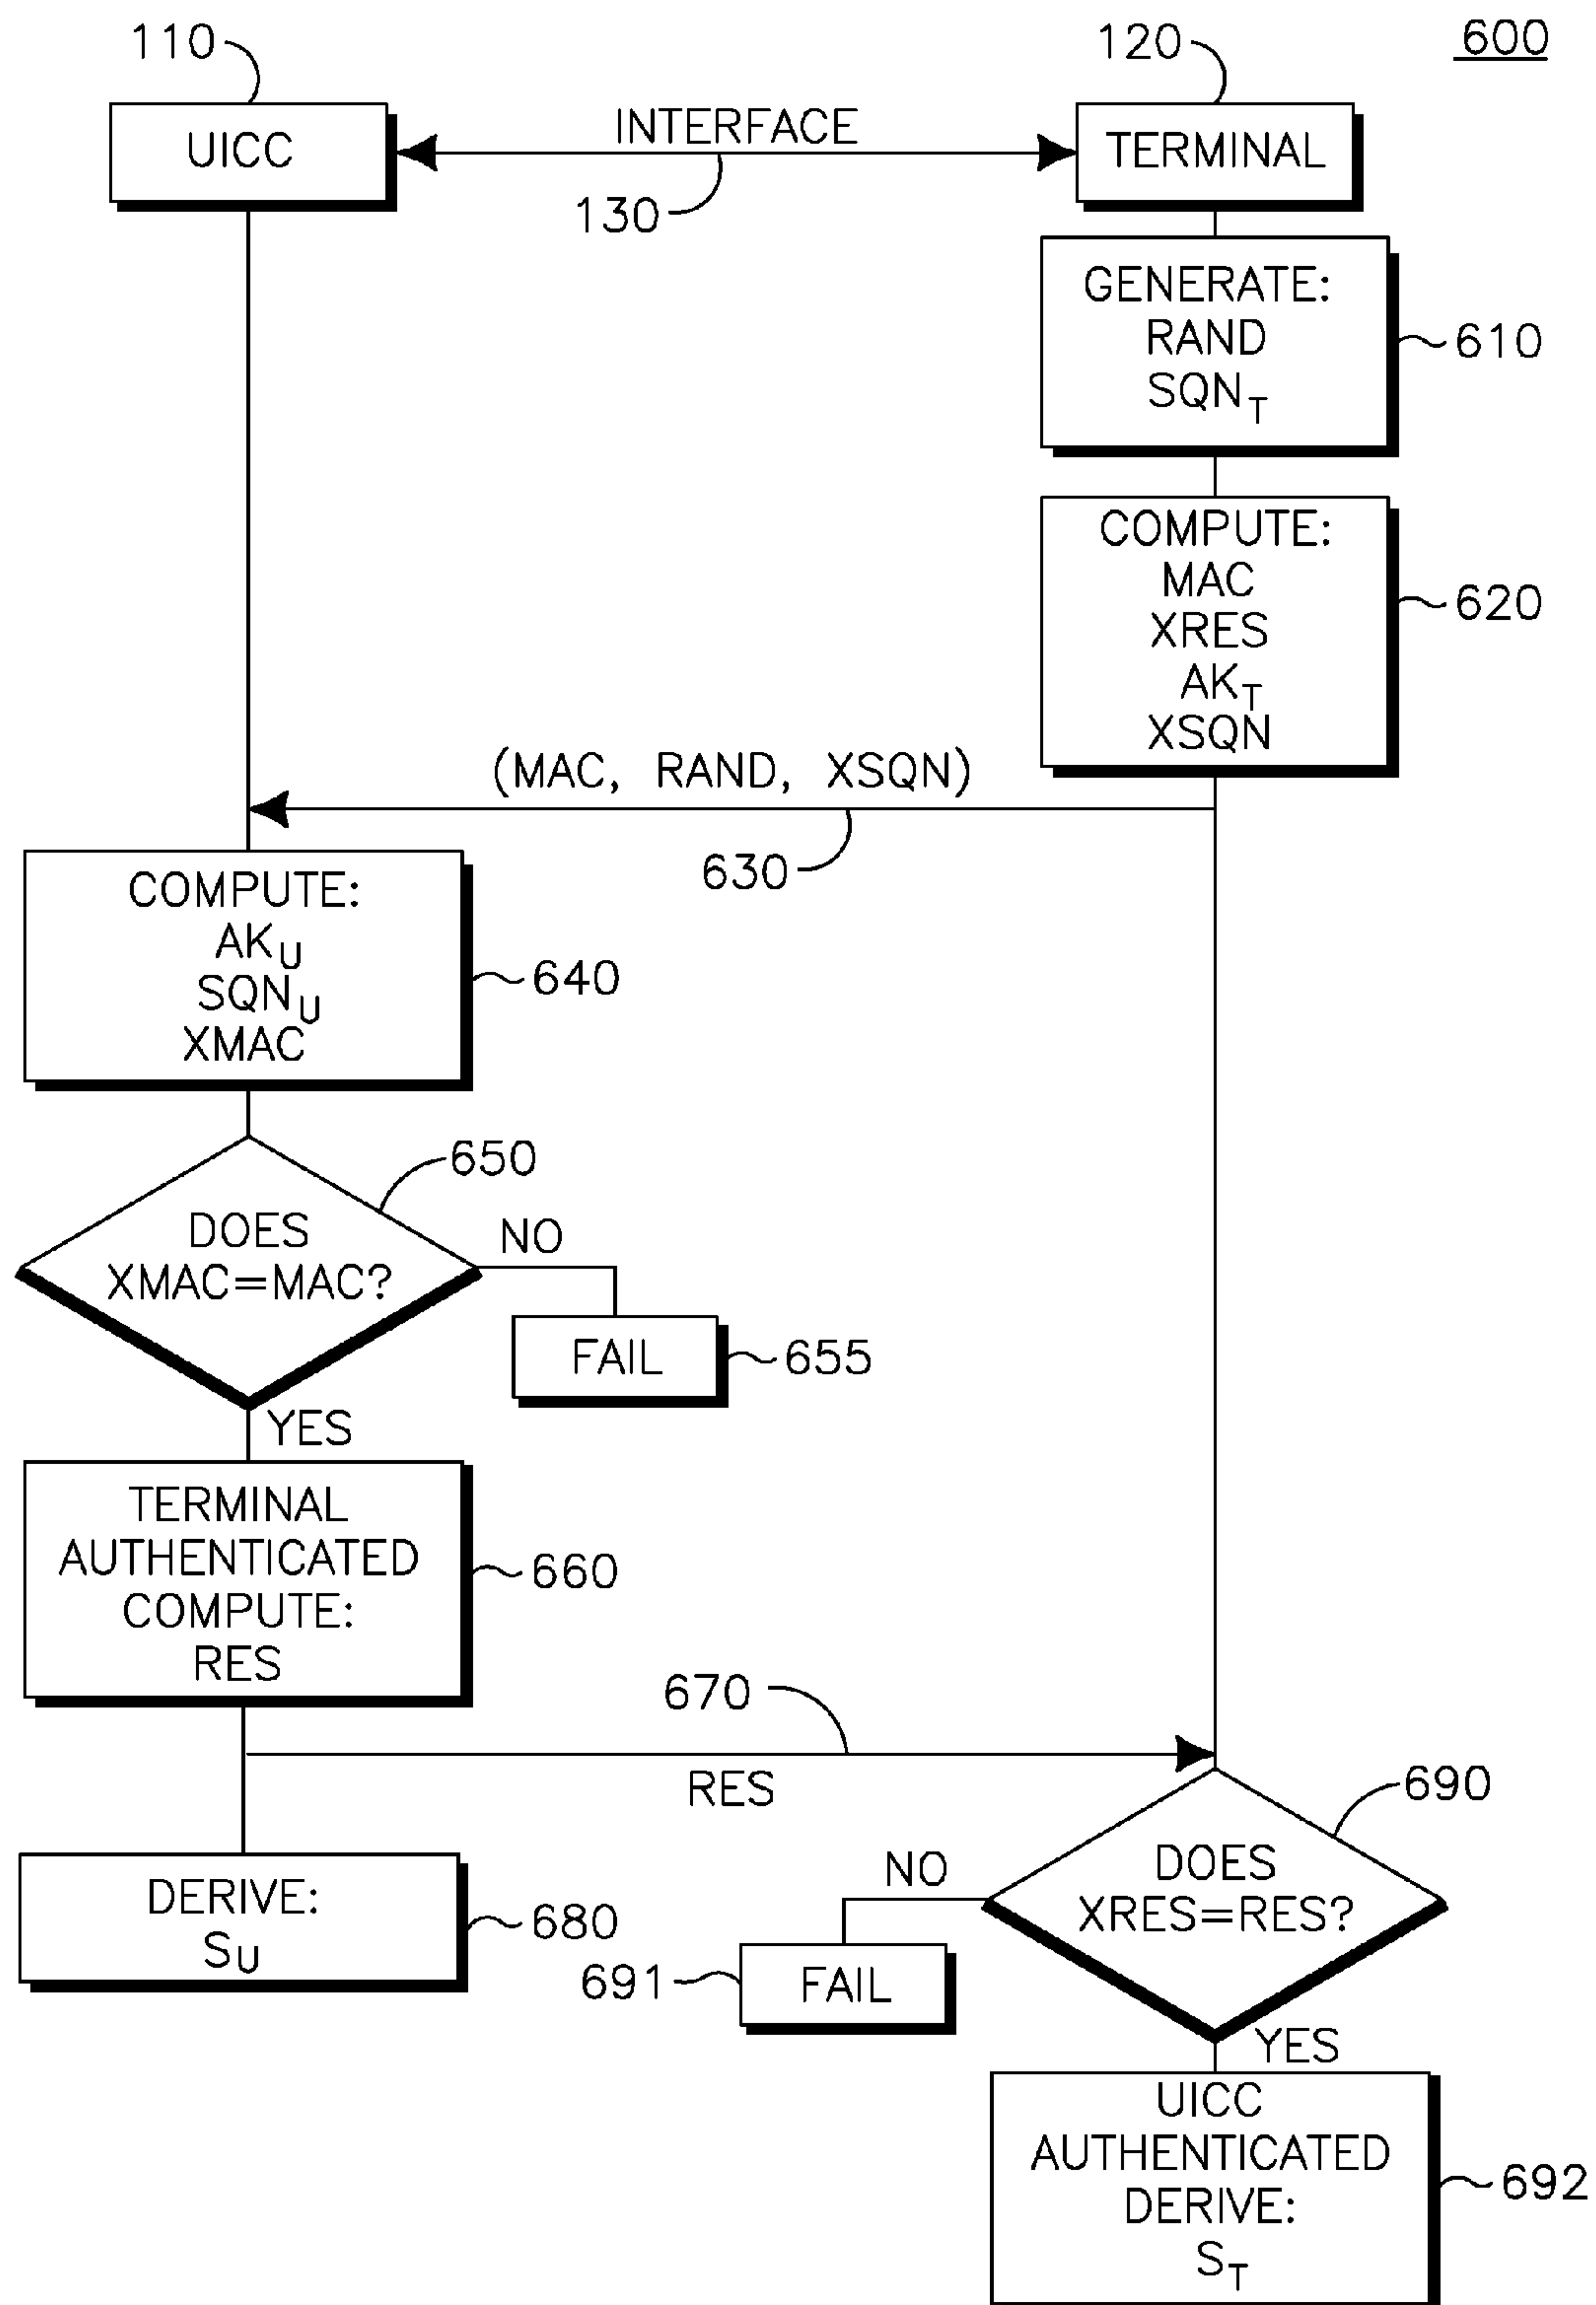 110
120
600
UICC
INTERFACE
TERMINAL
130
GENERATE:
RAND
SQN_T
610
COMPUTE:
MAC
XRES
AK_T
XSQN
620
(MAC, RAND, XSQN)
630
COMPUTE:
AK_U
SQN_U
XMAC
640
650
DOES
XMAC=MAC?
NO
FAIL
655
YES
TERMINAL
AUTHENTICATED
COMPUTE:
RES
660
670
RES
690
DOES
XRES=RES?
NO
DERIVE:
S_U
680
691
FAIL
YES
UICC
AUTHENTICATED
DERIVE:
S_T
692